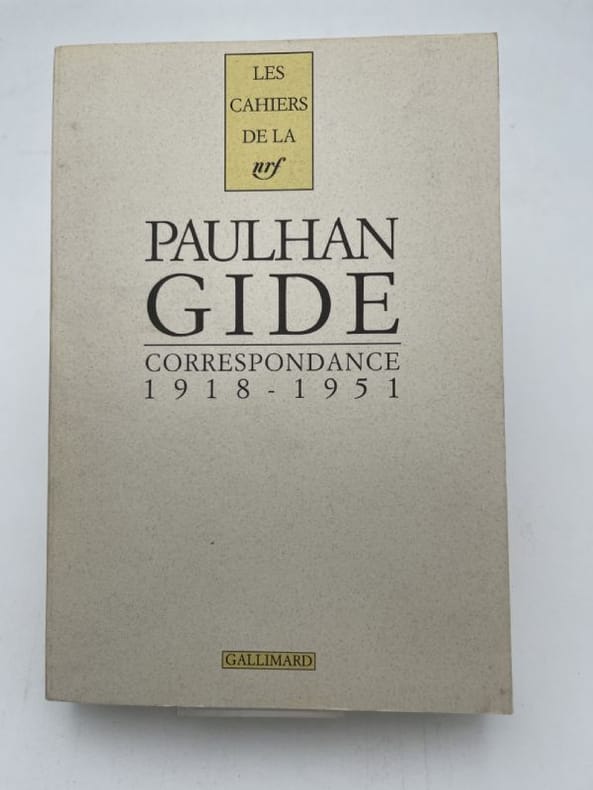 LES
CAHIERS
DE LA
nrf
PAULHAN
GIDE
CORRESPONDANCE
1918-1951
GALLIMARD